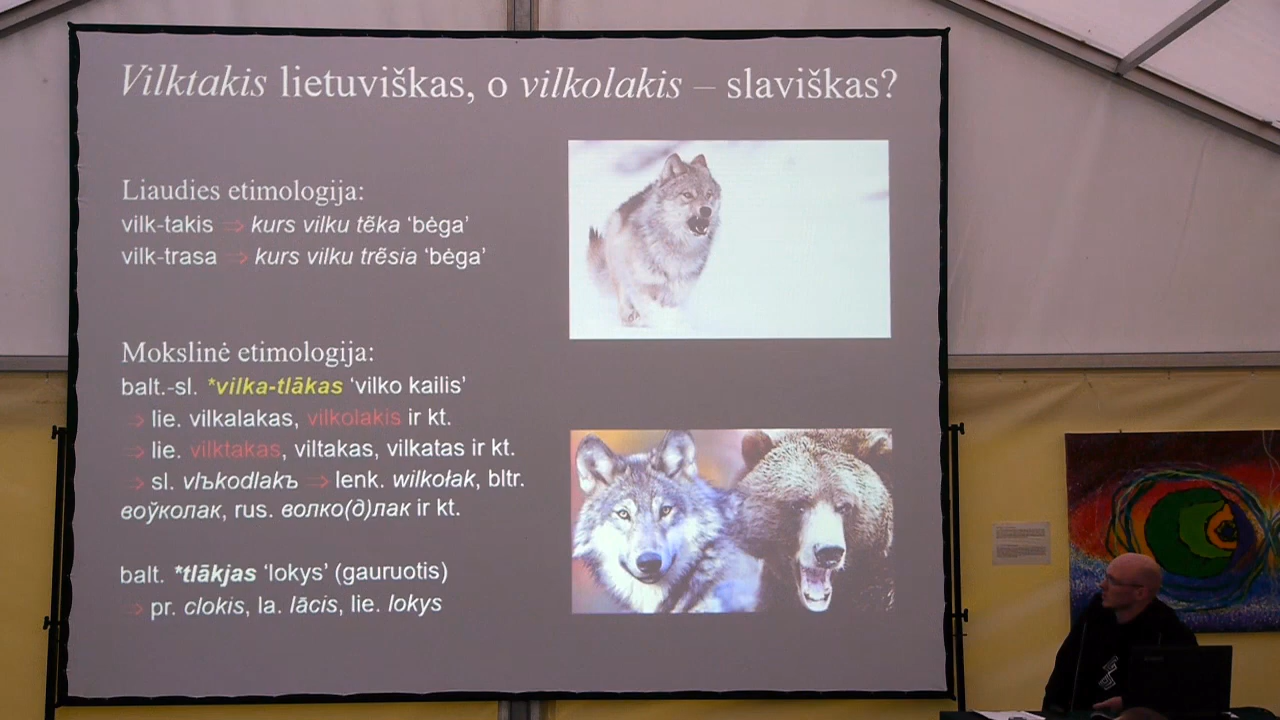 Vilktakis lietuviškas, o vilkolakis – slaviškas?
Liaudies etimologija:
vilk-takis ⇒ kurs vilku tẽka ‘bėga’
vilk-trasa ⇒ kurs vilku trẽsia ‘bėga’
Mokslinė etimologija:
balt.-sl. *vilka-tlākas ‘vilko kailis’
⇒ lie. vilkalakas, vilkolakis ir kt.
⇒ lie. vilktakas, viltakas, vilkatas ir kt.
⇒ sl. vlъkodlakъ ⇒ lenk. wilkołak, bltr.
воўколак, rus. волко(д)лак ir kt.
balt. *tlākjas ‘lokys’ (gauruotis)
⇒ pr. clokis, la. lācis, lie. lokys